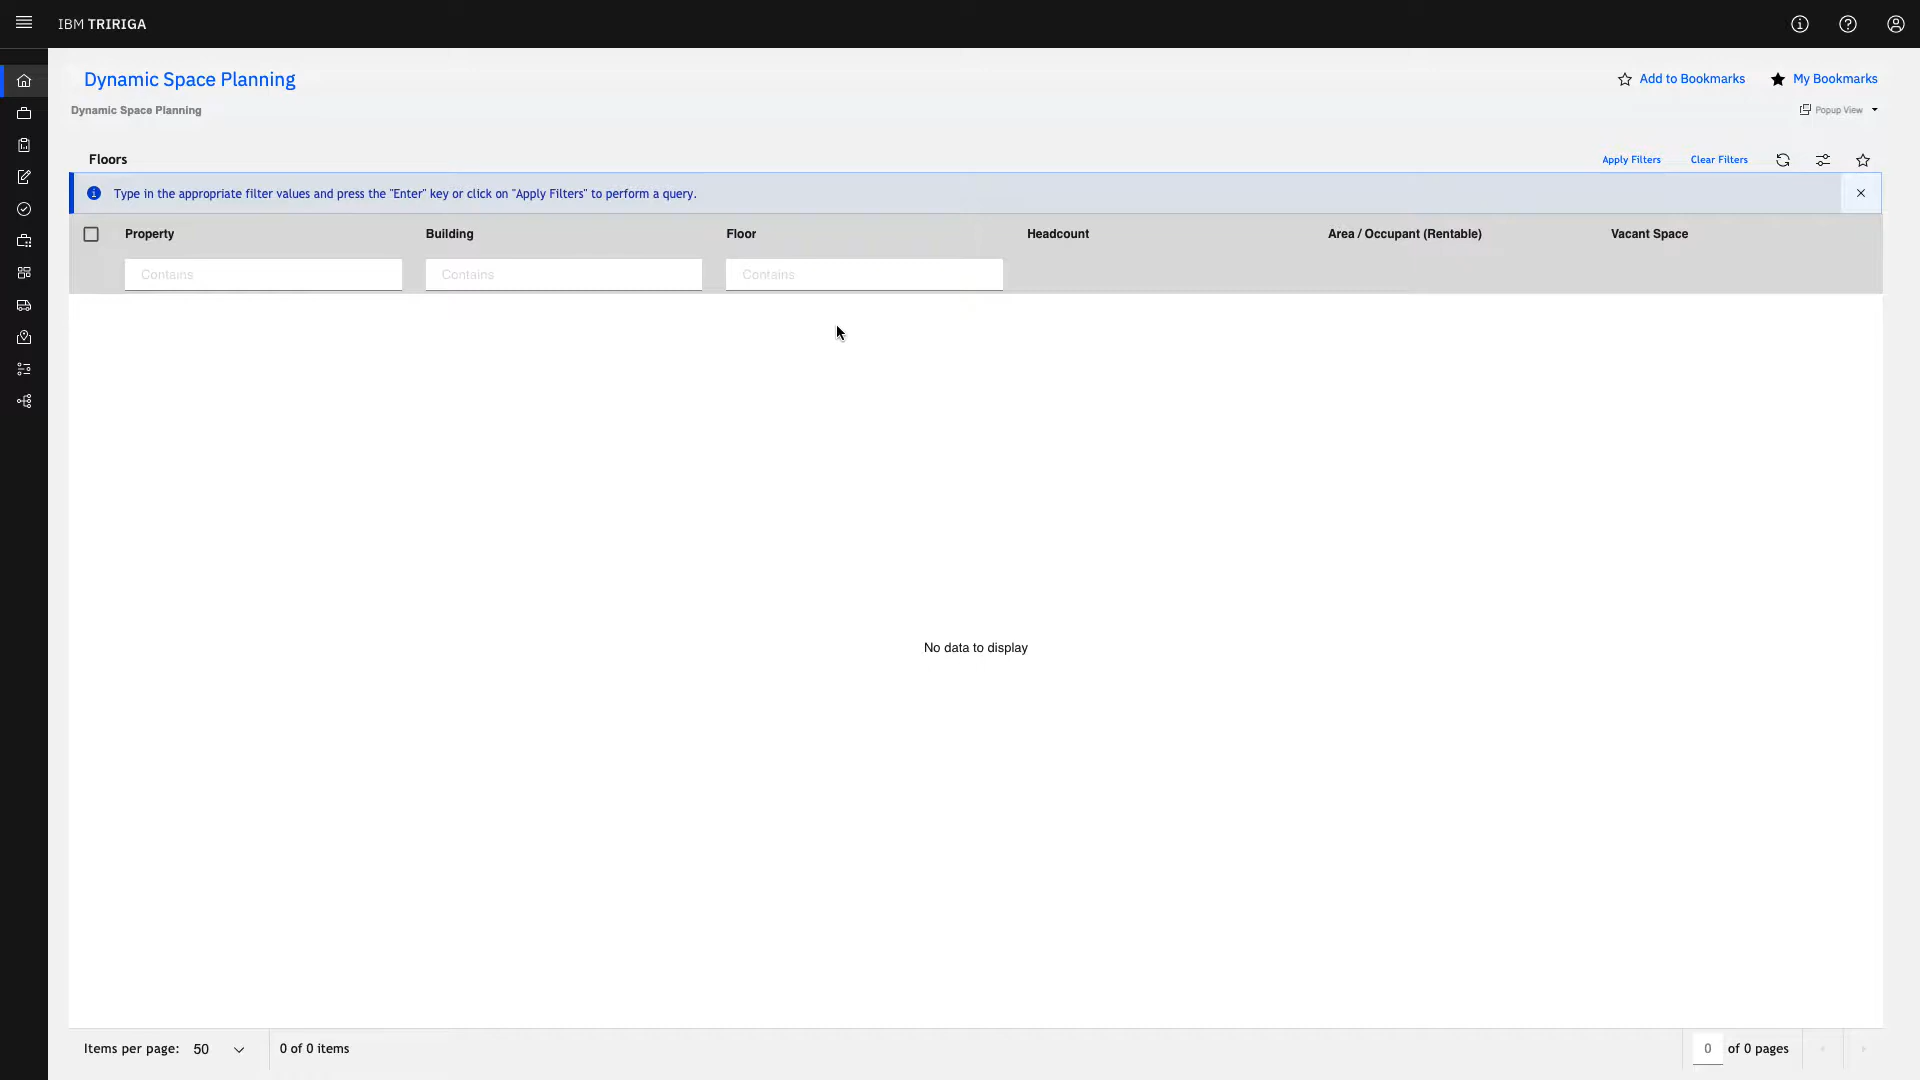 IBM TRIRIGA
Dynamic Space Planning
Add to Bookmarks
My Bookmarks
Dynamic Space Planning
Popup View
Floors
Apply Filters
Clear Filters
Type in the appropriate filter values and press the "Enter" key or click on "Apply Filters" to perform a query.
Property
Building
Floor
Headcount
Area / Occupant (Rentable)
Vacant Space
Contains
Contains
Contains
No data to display
Items per page: 50
0 of 0 items
0 of 0 pages